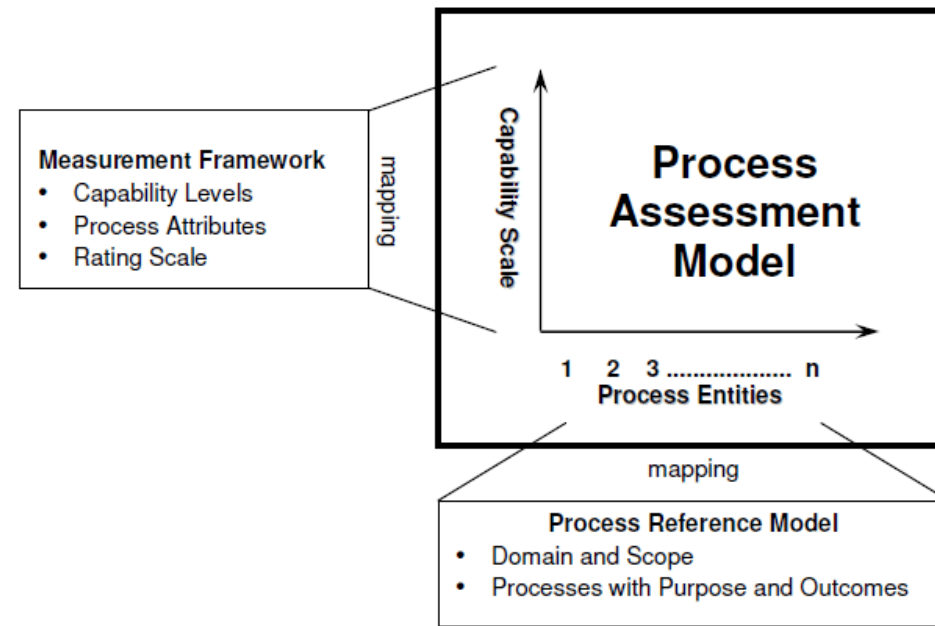 Measurement Framework
• Capability Levels
• Process Attributes
• Rating Scale
mapping
Capability Scale
Process
Assessment
Model
1 2 3 ................... n
Process Entities
mapping
Process Reference Model
• Domain and Scope
• Processes with Purpose and Outcomes